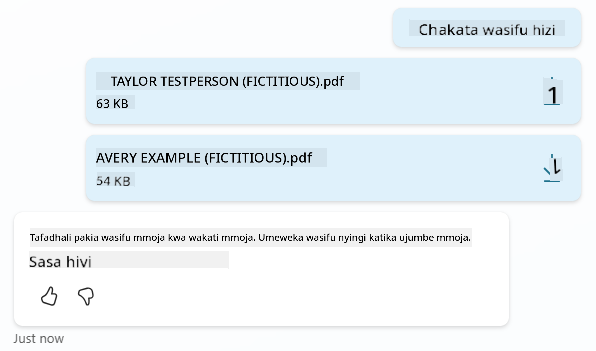 Chakata wasifu hizi
TAYLOR TESTPERSON (FICTITIOUS).pdf
63 KB
1
AVERY EXAMPLE (FICTITIOUS).pdf
54 KB
Tafadhali pakia wasifu mmoja kwa wakati mmoja. Umeweka wasifu nyingi katika ujumbe mmoja.
Sasa hivi
Just now